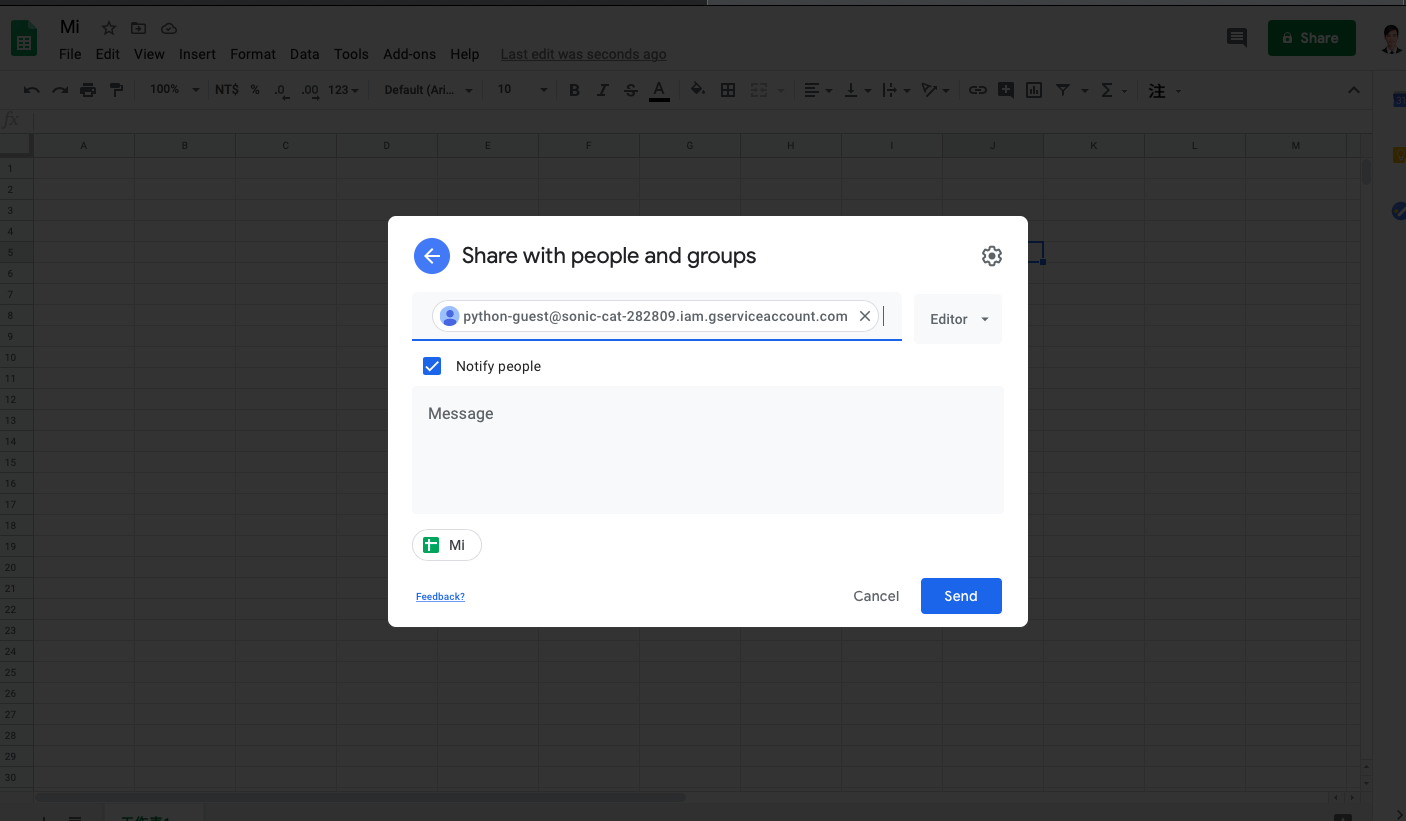 Mi
File Edit View Insert Format Data Tools Add-ons Help Last edit was seconds ago
Share
100% NT$ % .0 .00 123 Default (Ari... 10 B I S A Σ 注
fx
A B C D E F G H I J K L M
1
2
3
4
5
6
7
8
9
10
11
12
13
14
15
16
17
18
19
20
21
22
23
24
25
26
27
28
29
30
Share with people and groups
python-guest@sonic-cat-282809.iam.gserviceaccount.com
Editor
Notify people
Message
Mi
Feedback?
Cancel
Send